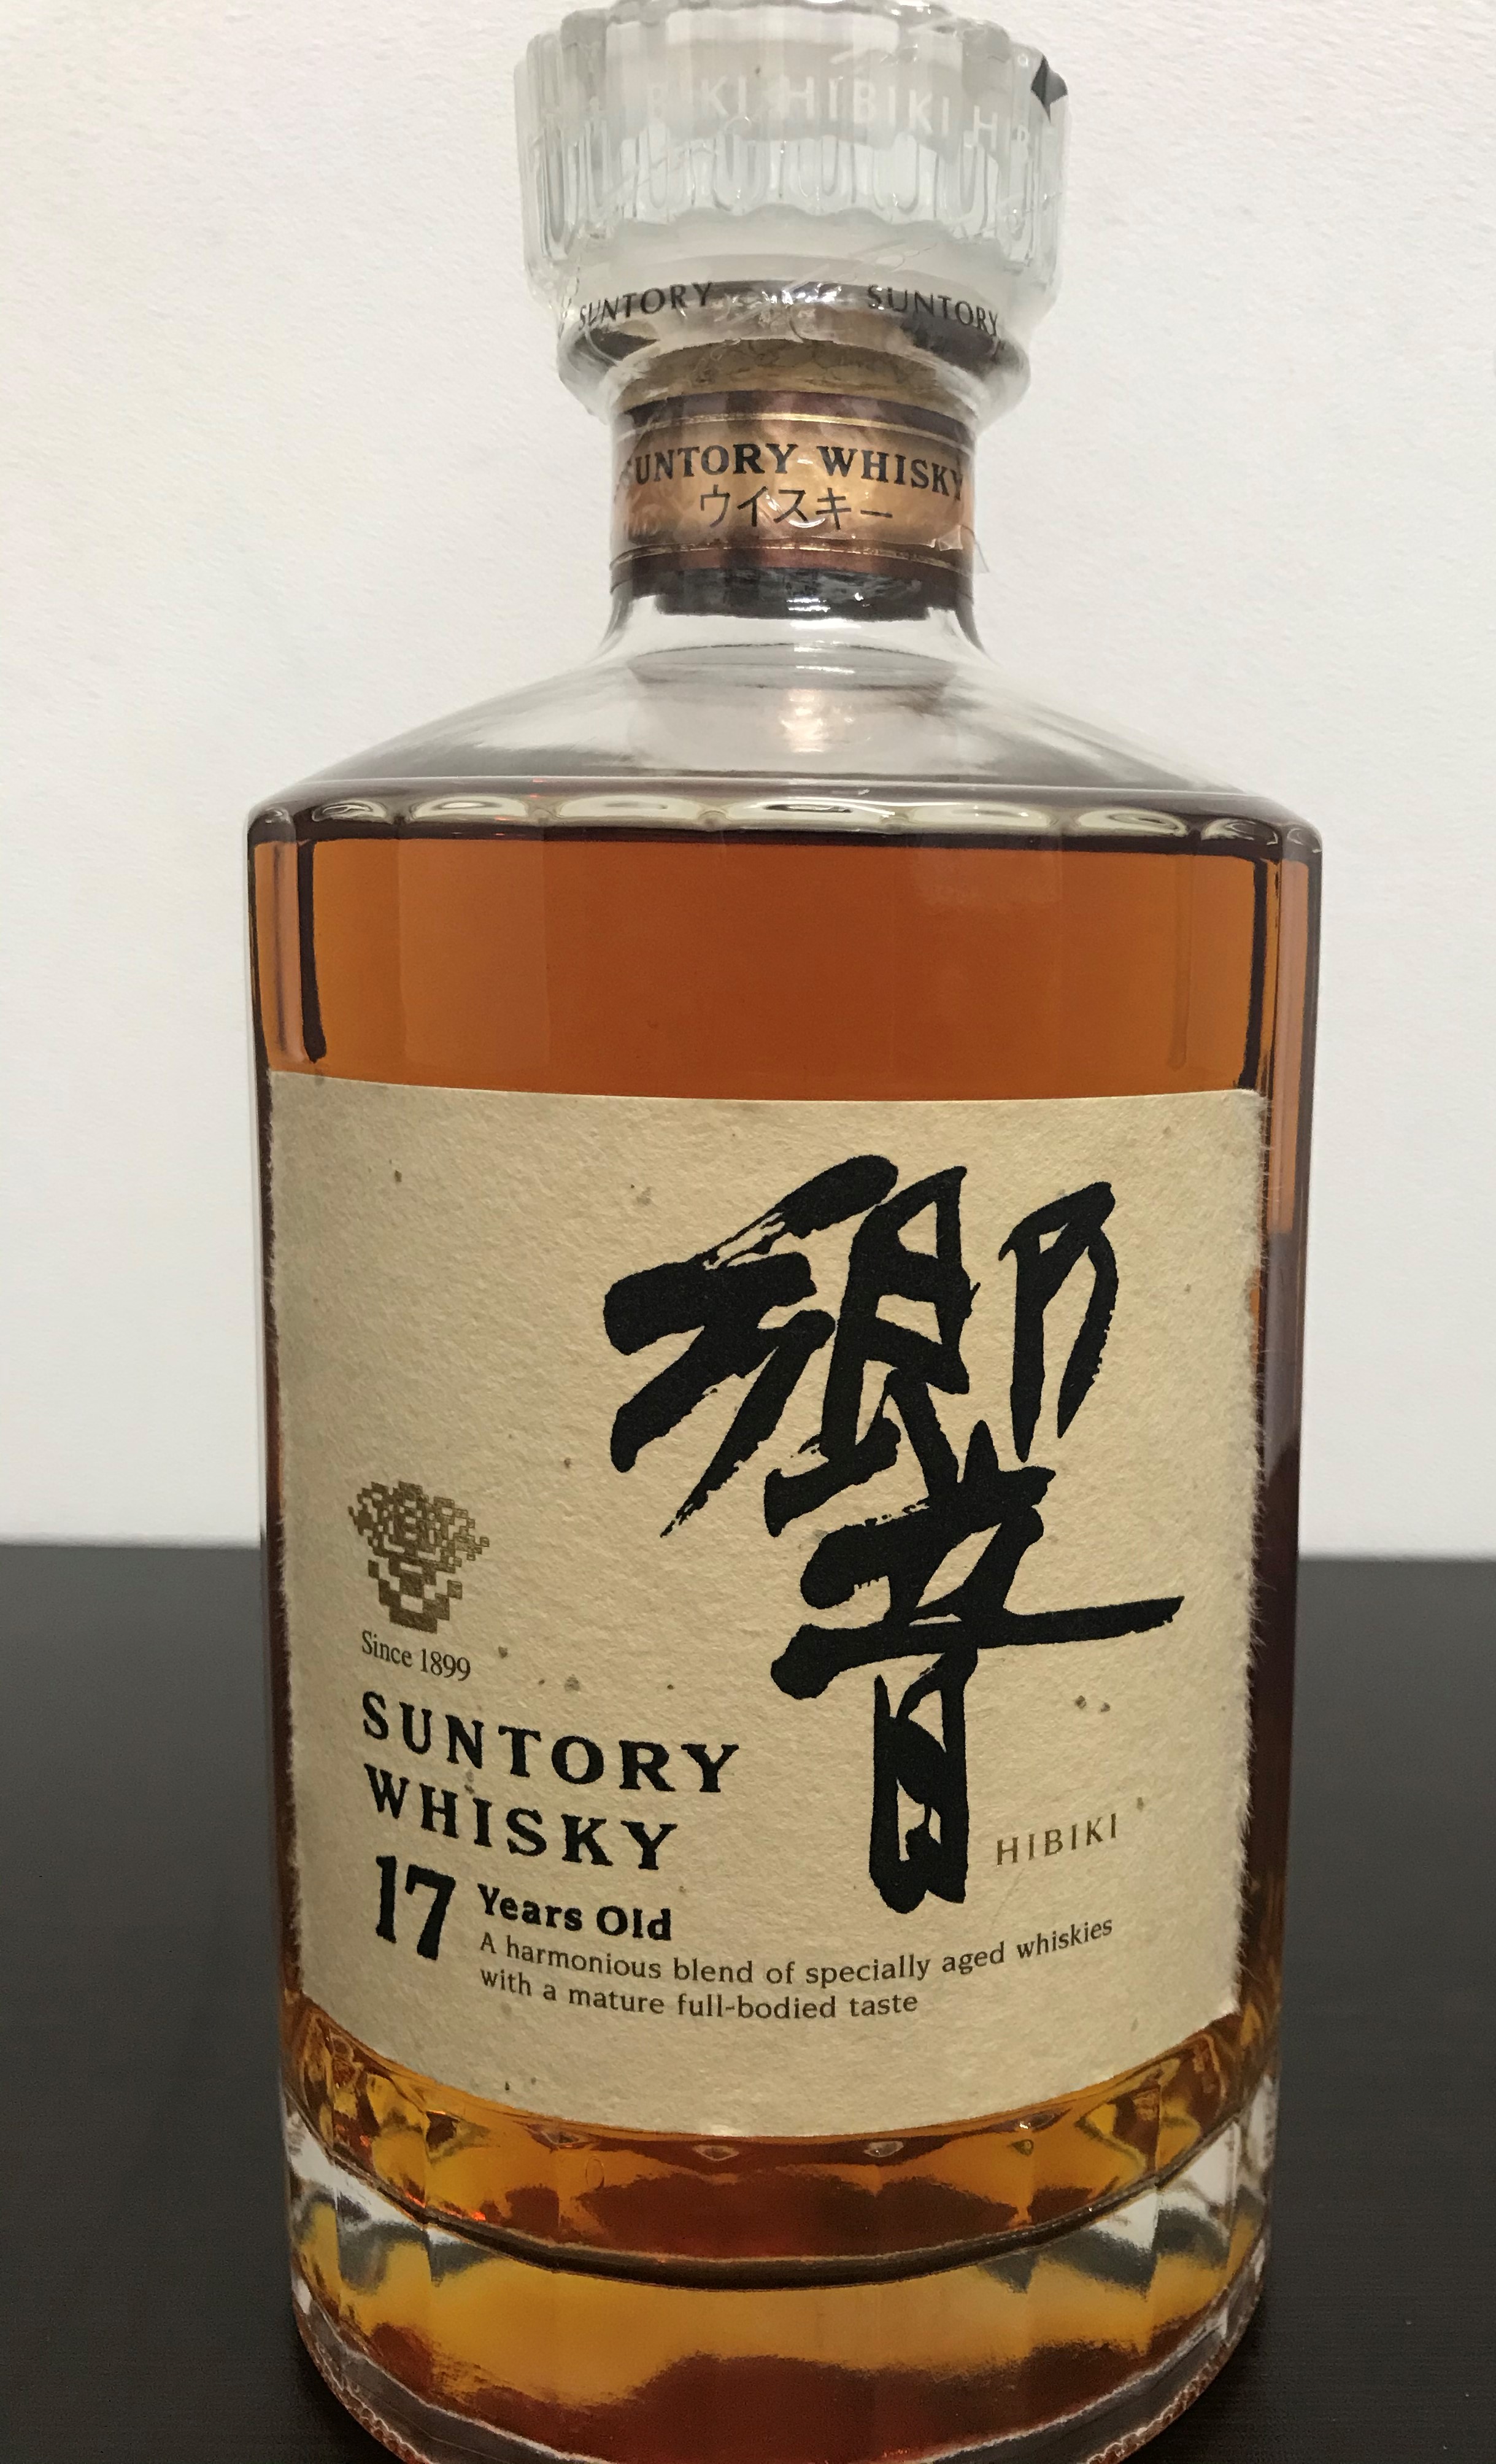 HIBIKI HIB
SUNTORY SUNTORY
SUNTORY WHISKY
ウイスキー
響
HIBIKI
Since 1899
SUNTORY
WHISKY
17 Years Old
A harmonious blend of specially aged whiskies
with a mature full-bodied taste